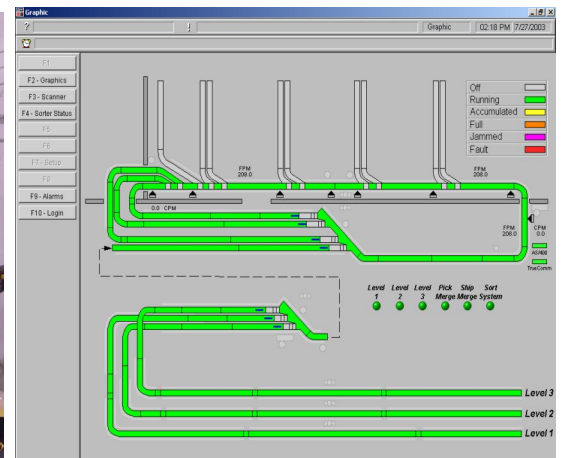 Graphic
?
!
Graphic
02:18 PM
7/27/2003
F1
F2 - Graphics
F3 - Scanner
F4 - Sorter Status
F5
F6
F7 - Setup
F8
F9 - Alarms
F10 - Login
Off
Running
Accumulated
Full
Jammed
Fault
FPM
208.0
FPM
208.0
0.0 CPM
FPM
208.0
CPM
0.0
AS/400
TrueComm
Level 1
Level 2
Level 3
Pick Merge
Ship Merge
Sort System
Level 3
Level 2
Level 1